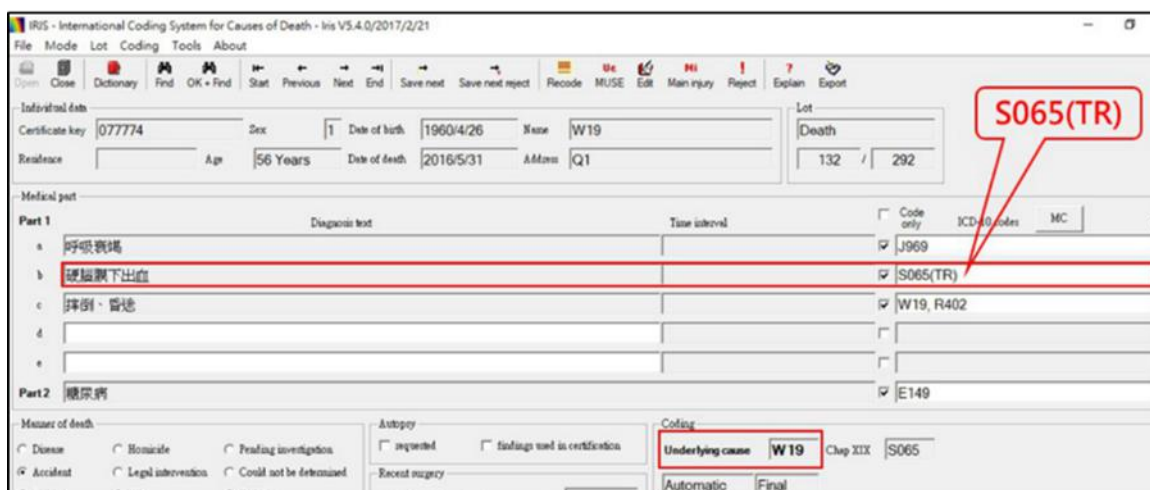 IRIS - International Coding System for Causes of Death - Iris V5.4.0/2017/2/21
File Mode Lot Coding Tools About
Open Close Dictionary Find OK + Find Start Previous Next End Save next Save next reject Recode MUSE Edit Main injury Reject Explain Export
Individual data
Lot
S065(TR)
Certificate key 077774 Sex 1 Date of birth 1960/4/26 Name W19 Death
Residence Age 56 Years Date of death 2016/5/31 Address Q1 132 / 292
Medical part
Part 1 Diagnosis text Time interval Code only ICD-10 codes MC
a 呼吸衰竭 J969
b 硬腦膜下出血 S065(TR)
c 摔倒、昏迷 W19, R402
d
e
Part2 糖尿病 E149
Manner of death Autopsy Coding
Disease Homicide Pending investigation requested findings used in certification Underlying cause W19 Chap XIX S065
Accident Legal intervention Could not be determined Recent surgery Automatic Final